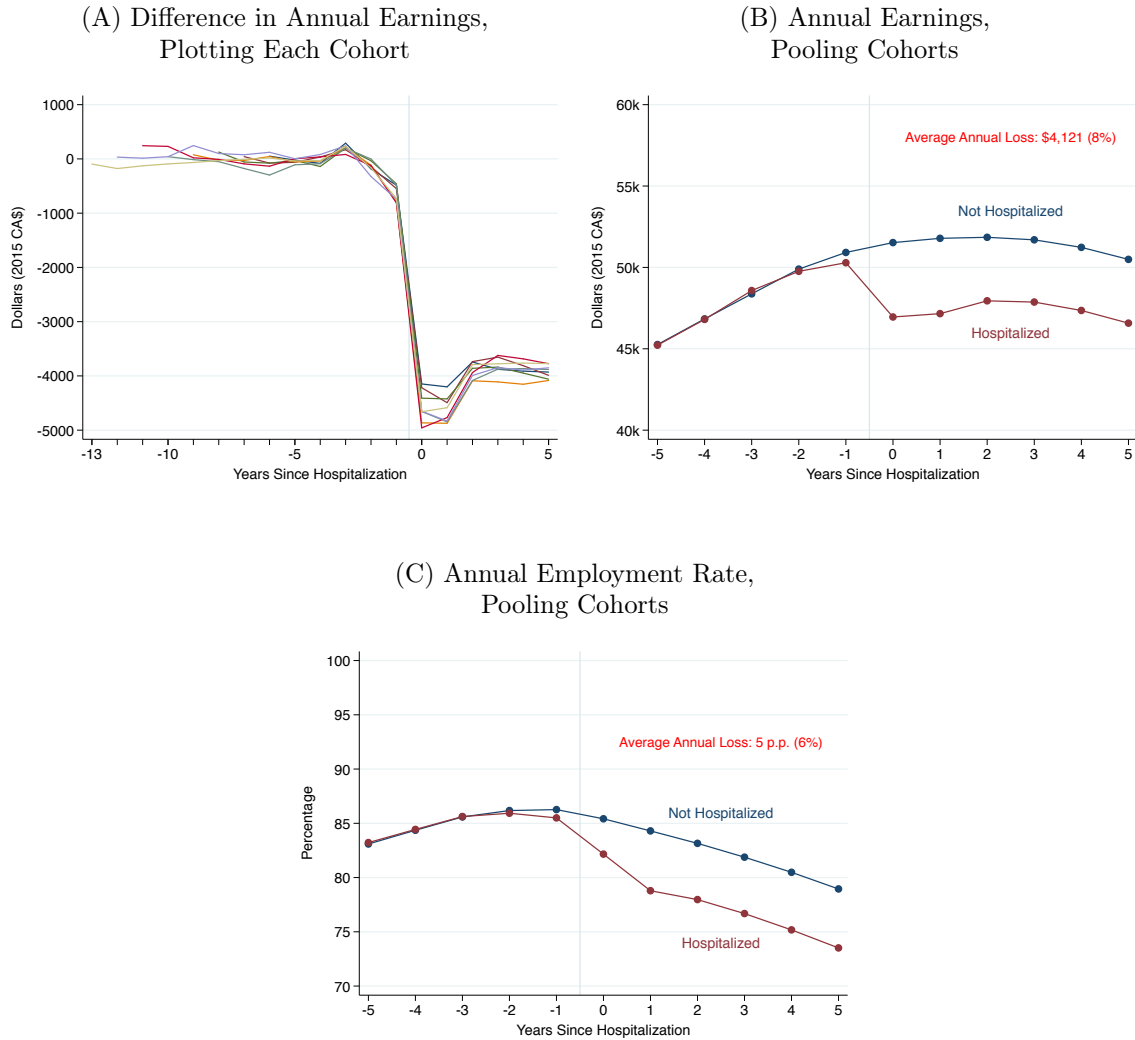 (A) Difference in Annual Earnings,
Plotting Each Cohort
1000
0
-1000
-2000
-3000
-4000
-5000
Dollars (2015 CA$)
-13 -10 -5 0 5
Years Since Hospitalization
(B) Annual Earnings,
Pooling Cohorts
60k
55k
50k
45k
40k
Dollars (2015 CA$)
Average Annual Loss: $4,121 (8%)
Not Hospitalized
Hospitalized
-5 -4 -3 -2 -1 0 1 2 3 4 5
Years Since Hospitalization
(C) Annual Employment Rate,
Pooling Cohorts
100
95
90
85
80
75
70
Percentage
Average Annual Loss: 5 p.p. (6%)
Not Hospitalized
Hospitalized
-5 -4 -3 -2 -1 0 1 2 3 4 5
Years Since Hospitalization